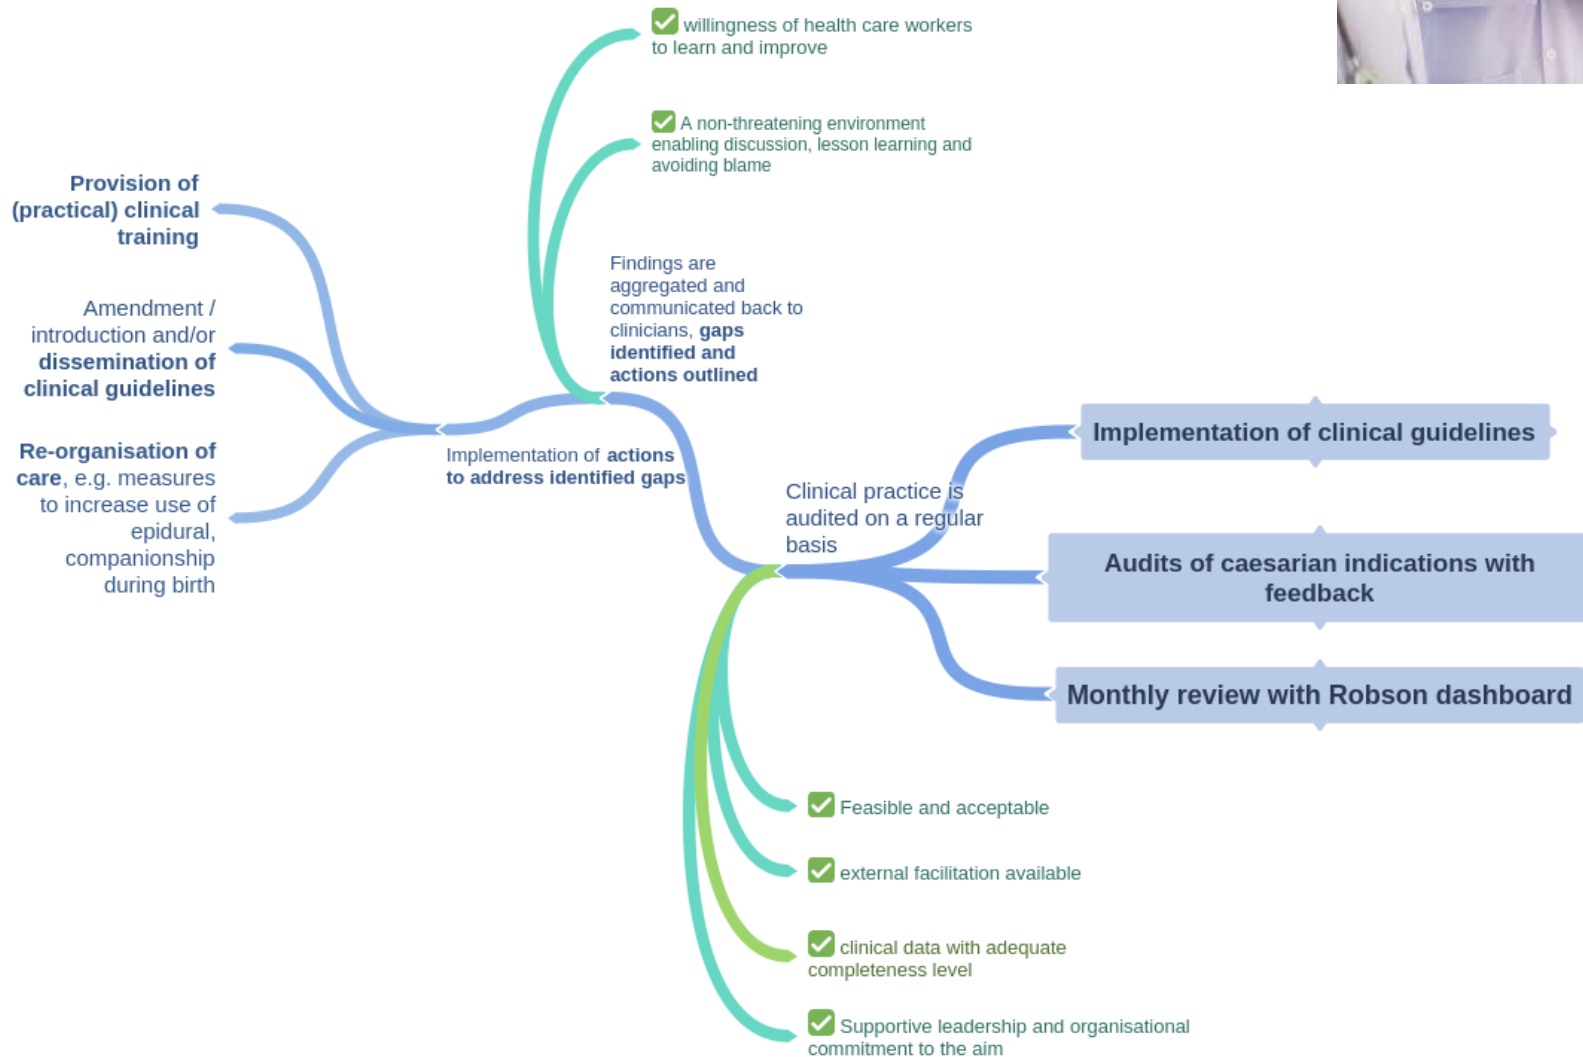 willingness of health care workers
to learn and improve
A non-threatening environment
enabling discussion, lesson learning and
avoiding blame
Provision of
(practical) clinical
training
Amendment /
introduction and/or
dissemination of
clinical guidelines
Re-organisation of
care, e.g. measures
to increase use of
epidural,
companionship
during birth
Findings are
aggregated and
communicated back to
clinicians, gaps
identified and
actions outlined
Implementation of actions
to address identified gaps
Clinical practice is
audited on a regular
basis
Implementation of clinical guidelines
Audits of caesarian indications with
feedback
Monthly review with Robson dashboard
Feasible and acceptable
external facilitation available
clinical data with adequate
completeness level
Supportive leadership and organisational
commitment to the aim